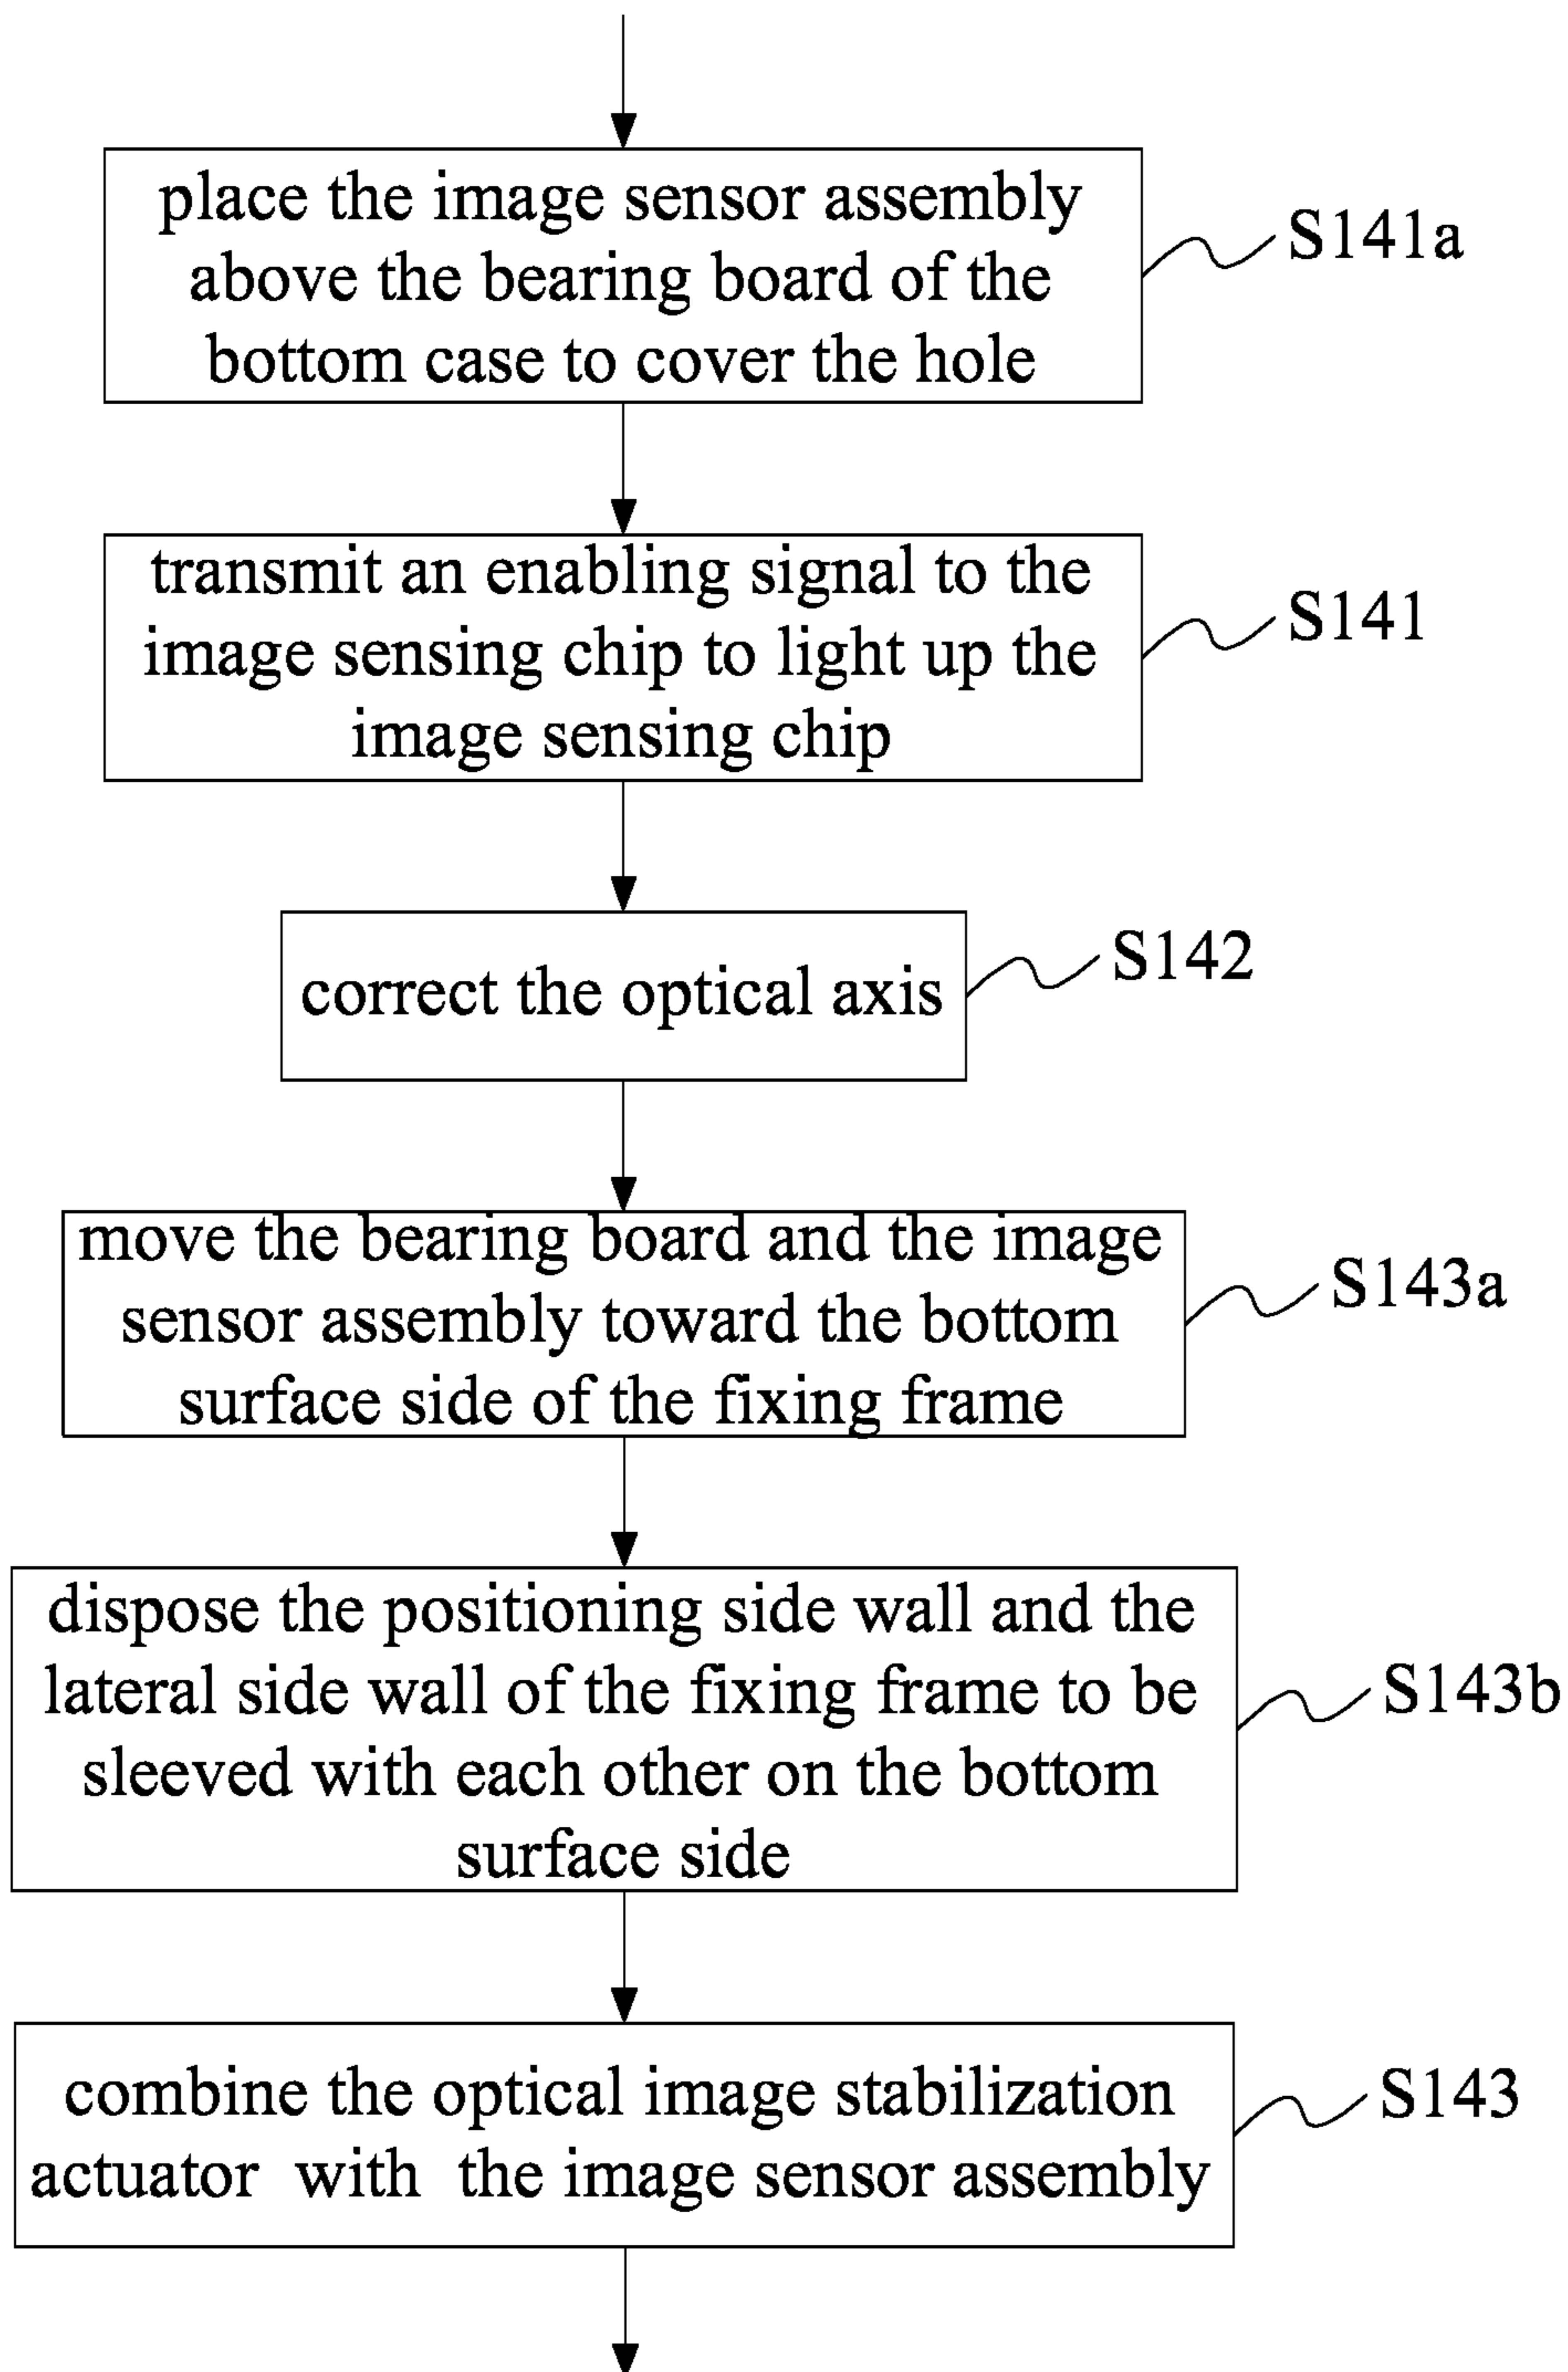 place the image sensor assembly
above the bearing board of the
bottom case to cover the hole
S141a
transmit an enabling signal to the
image sensing chip to light up the
image sensing chip
S141
correct the optical axis
S142
move the bearing board and the image
sensor assembly toward the bottom
surface side of the fixing frame
S143a
dispose the positioning side wall and the
lateral side wall of the fixing frame to be
sleeved with each other on the bottom
surface side
S143b
combine the optical image stabilization
actuator with the image sensor assembly
S143